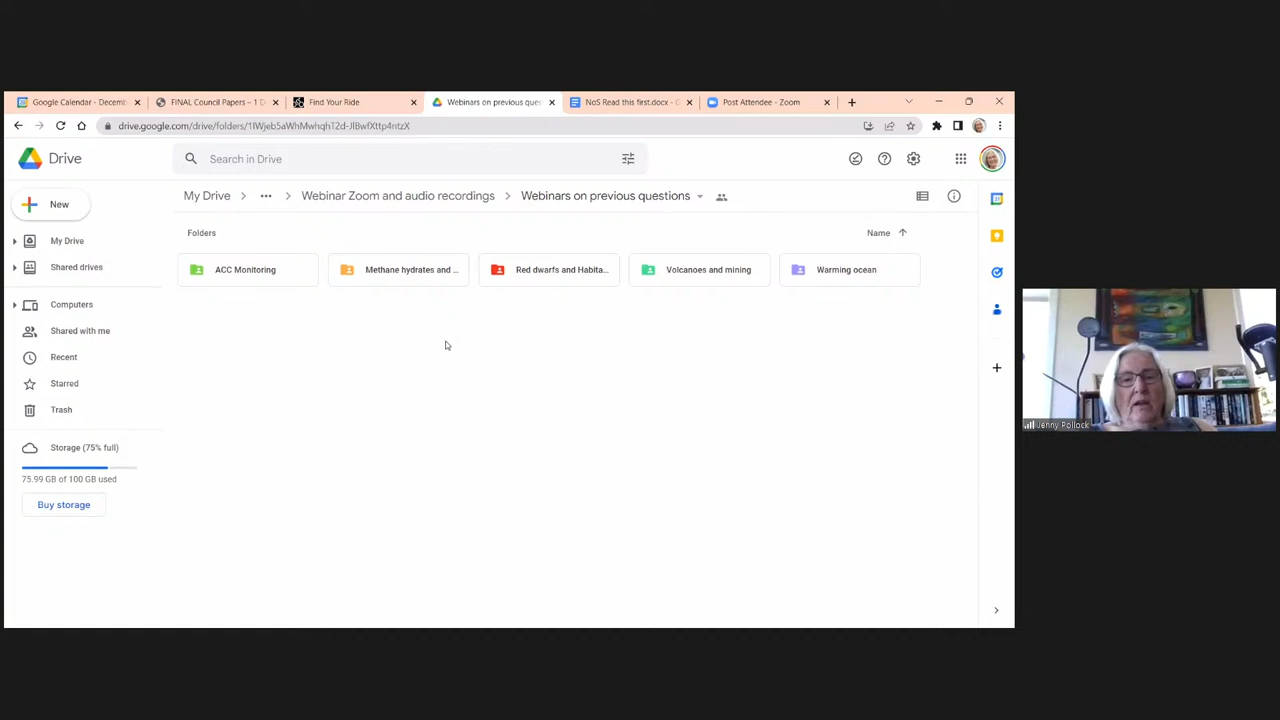 Google Calendar - Decemb
FINAL Council Papers – 1 D
Find Your Ride
Webinars on previous ques
NoS Read this first.docx - G
Post Attendee - Zoom
drive.google.com/drive/folders/1IWjeb5aWhMwhqhT2d-JlBwfXttp4ntzX
Drive
Search in Drive
New
My Drive
Webinar Zoom and audio recordings
Webinars on previous questions
My Drive
Shared drives
Computers
Shared with me
Recent
Starred
Trash
Storage (75% full)
75.99 GB of 100 GB used
Buy storage
Folders
Name
ACC Monitoring
Methane hydrates and ...
Red dwarfs and Habita...
Volcanoes and mining
Warming ocean
Jenny Pollock